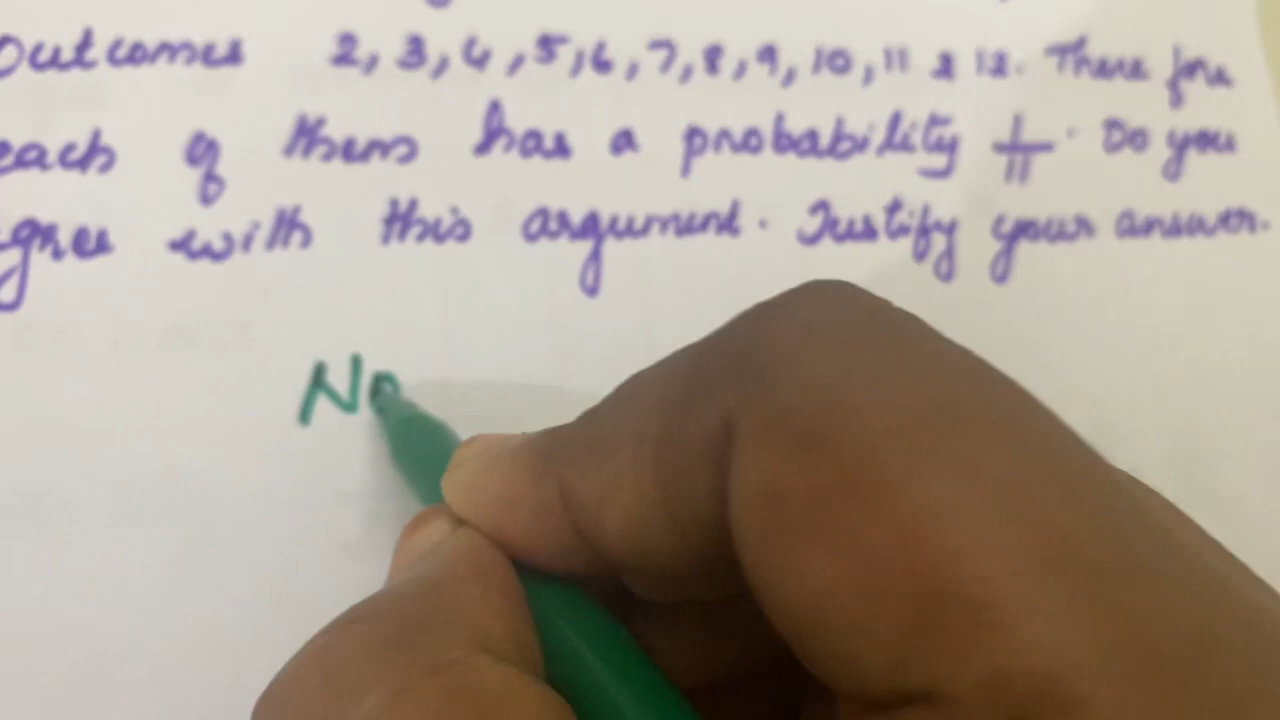 Outcomes 2, 3, 4, 5, 6, 7, 8, 9, 10, 11 & 12. There fore
each of them has a probability 1/11. Do you
agree with this argument. Justify your answer.
No